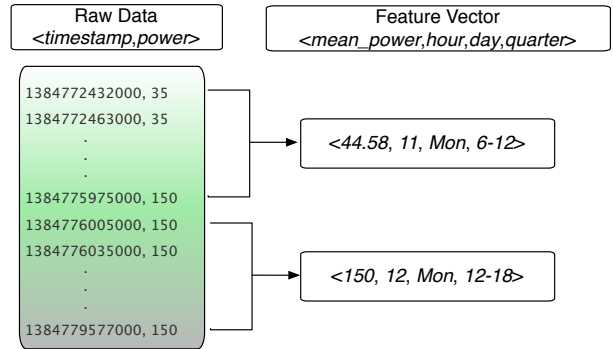 Raw Data
<timestamp,power>
Feature Vector
<mean_power,hour,day,quarter>
1384772432000, 35
1384772463000, 35
.
.
.
1384775975000, 150
1384776005000, 150
1384776035000, 150
.
.
.
1384779577000, 150
<44.58, 11, Mon, 6-12>
<150, 12, Mon, 12-18>